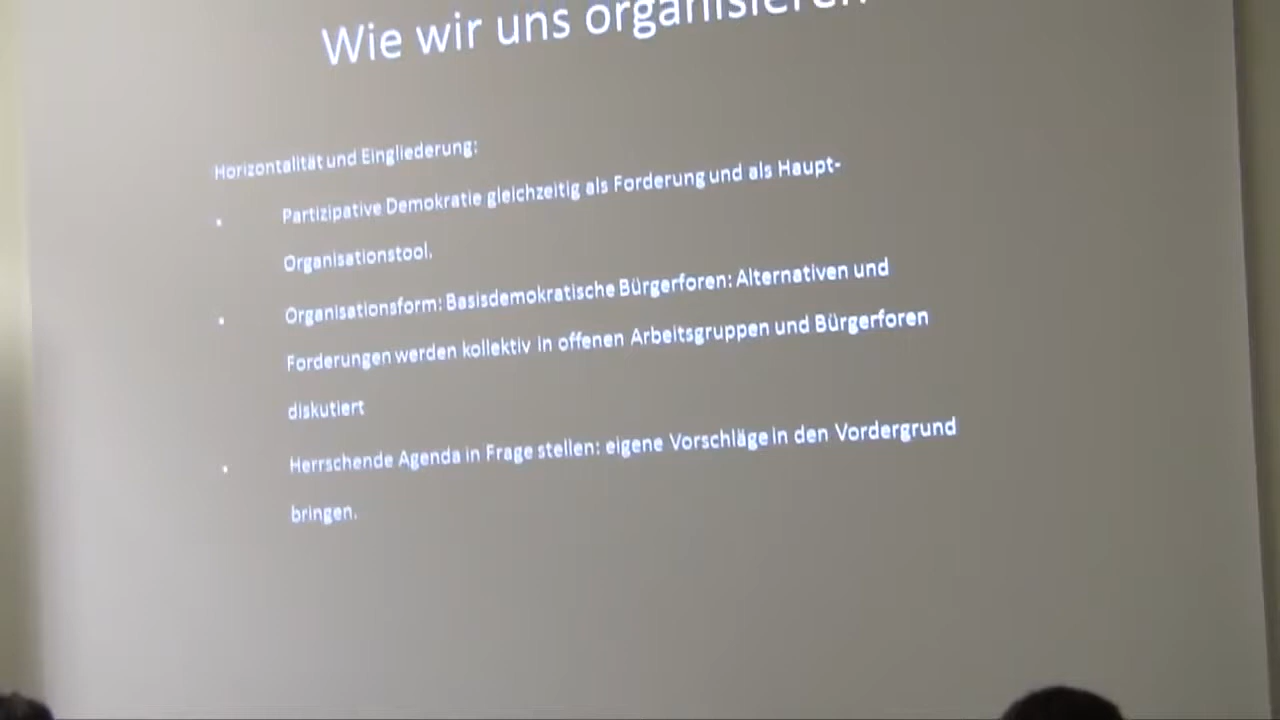 Wie wir uns organisieren
Horizontalität und Eingliederung:
▪ Partizipative Demokratie gleichzeitig als Forderung und als Haupt-
Organisationstool.
▪ Organisationsform: Basisdemokratische Bürgerforen: Alternativen und
Forderungen werden kollektiv in offenen Arbeitsgruppen und Bürgerforen
diskutiert
▪ Herrschende Agenda in Frage stellen: eigene Vorschläge in den Vordergrund
bringen.